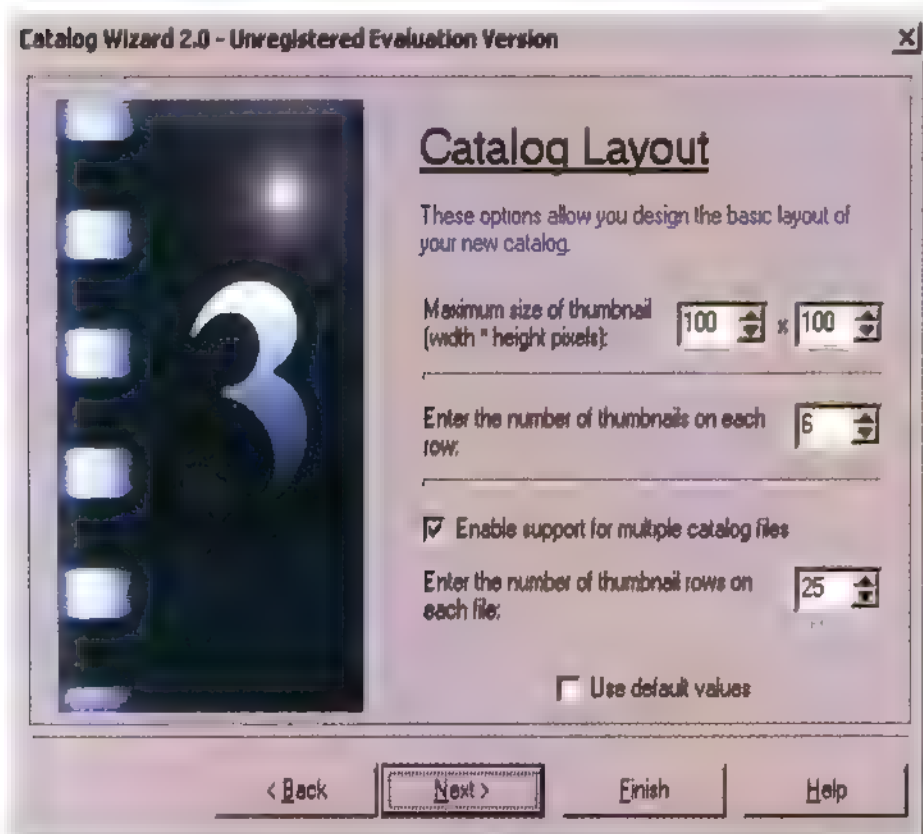 Catalog Wizard 2.0 - Unregistered Evaluation Version
3
Catalog Layout
These options allow you design the basic layout of
your new catalog.
Maximum size of thumbnail
(width * height pixels):
100 x 100
Enter the number of thumbnails on each
row:
6
Enable support for multiple catalog files
Enter the number of thumbnail rows on
each file:
25
Use default values
< Back
Next >
Finish
Help